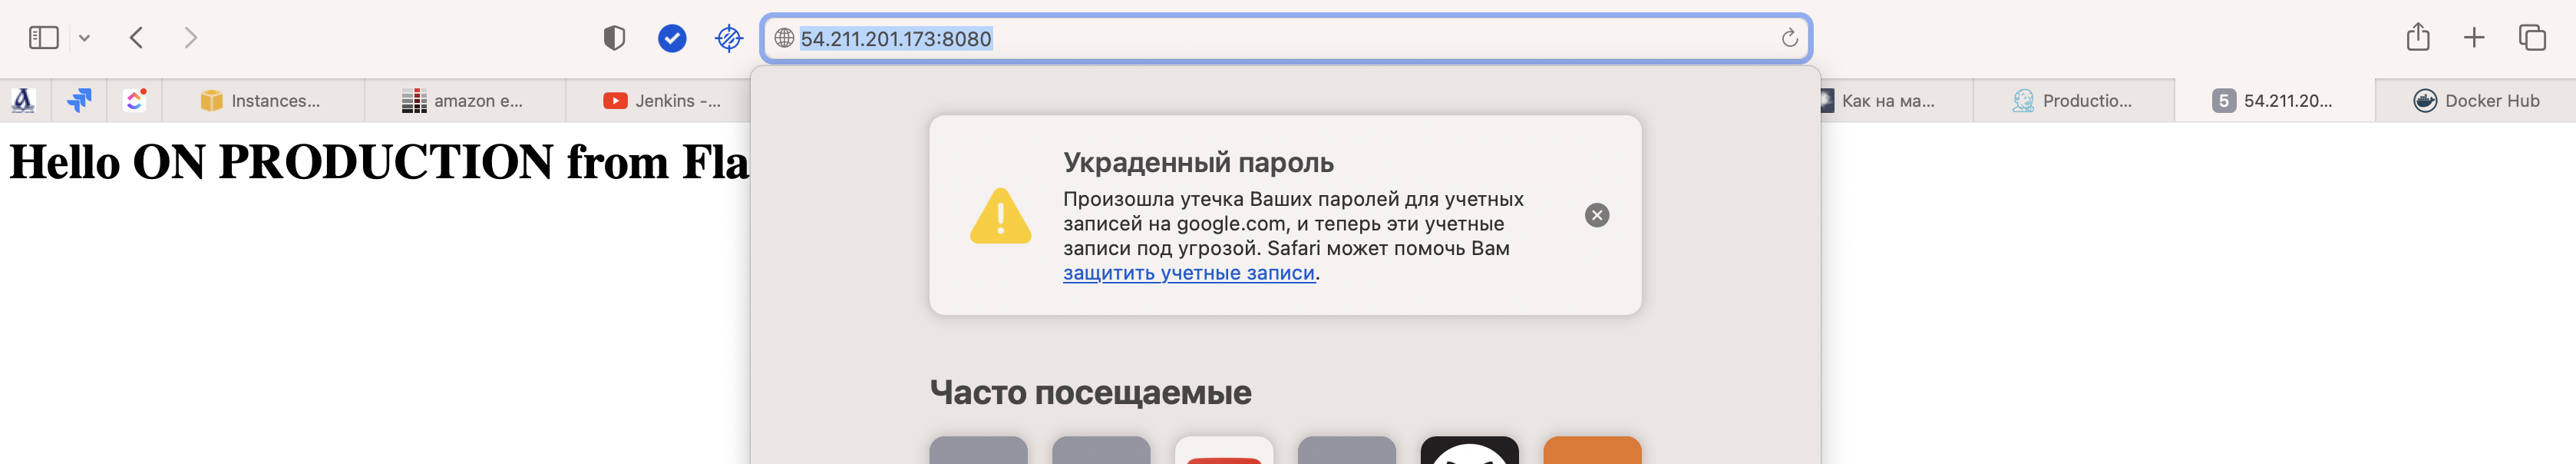 54.211.201.173:8080
Instances...
amazon e...
Jenkins -...
Как на ма...
Productio...
5
54.211.20...
Docker Hub
Hello ON PRODUCTION from Fla
Украденный пароль
Произошла утечка Ваших паролей для учетных
записей на google.com, и теперь эти учетные
записи под угрозой. Safari может помочь Вам
защитить учетные записи.
Часто посещаемые